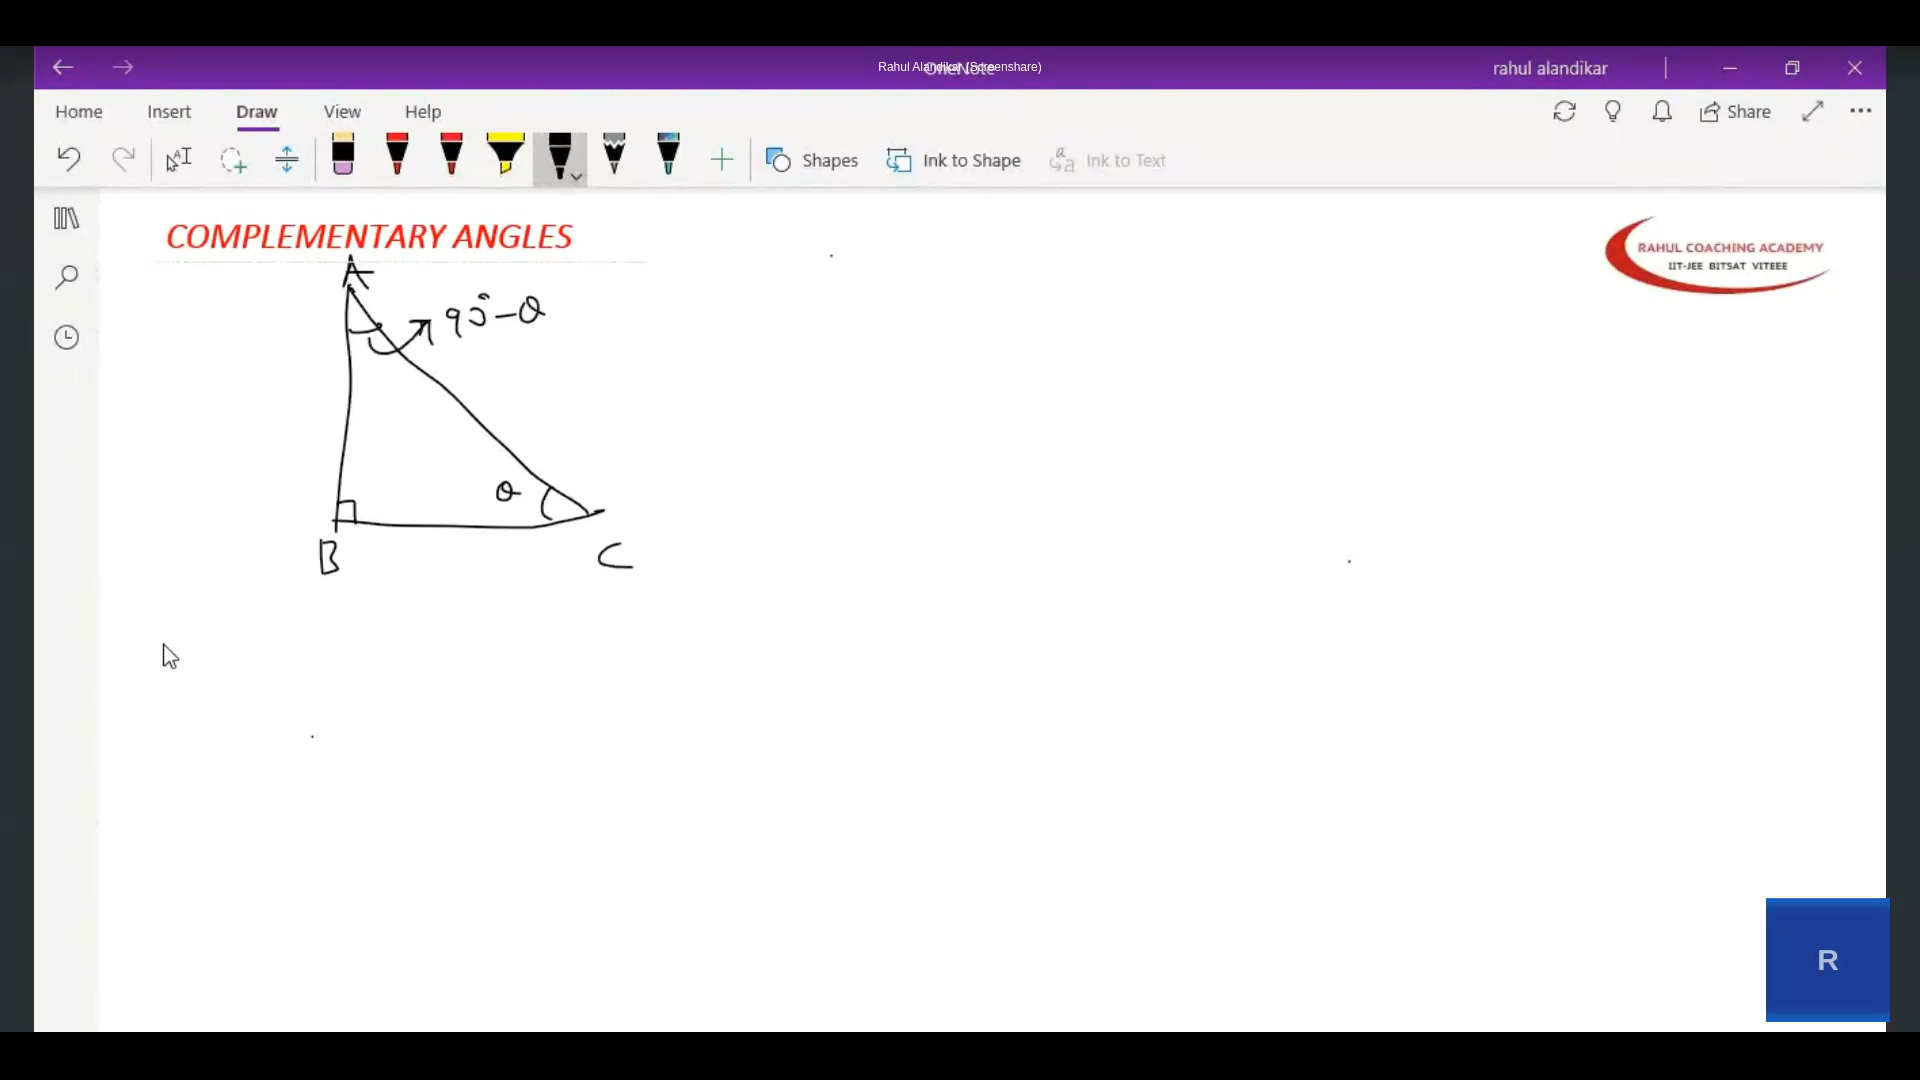 Rahul Alandikar (Screenshare)
rahul alandikar
Home Insert Draw View Help
Share
Shapes Ink to Shape Ink to Text
COMPLEMENTARY ANGLES
RAHUL COACHING ACADEMY
IIT-JEE BITSAT VITEEE
A
90°-θ
θ
B
C
R